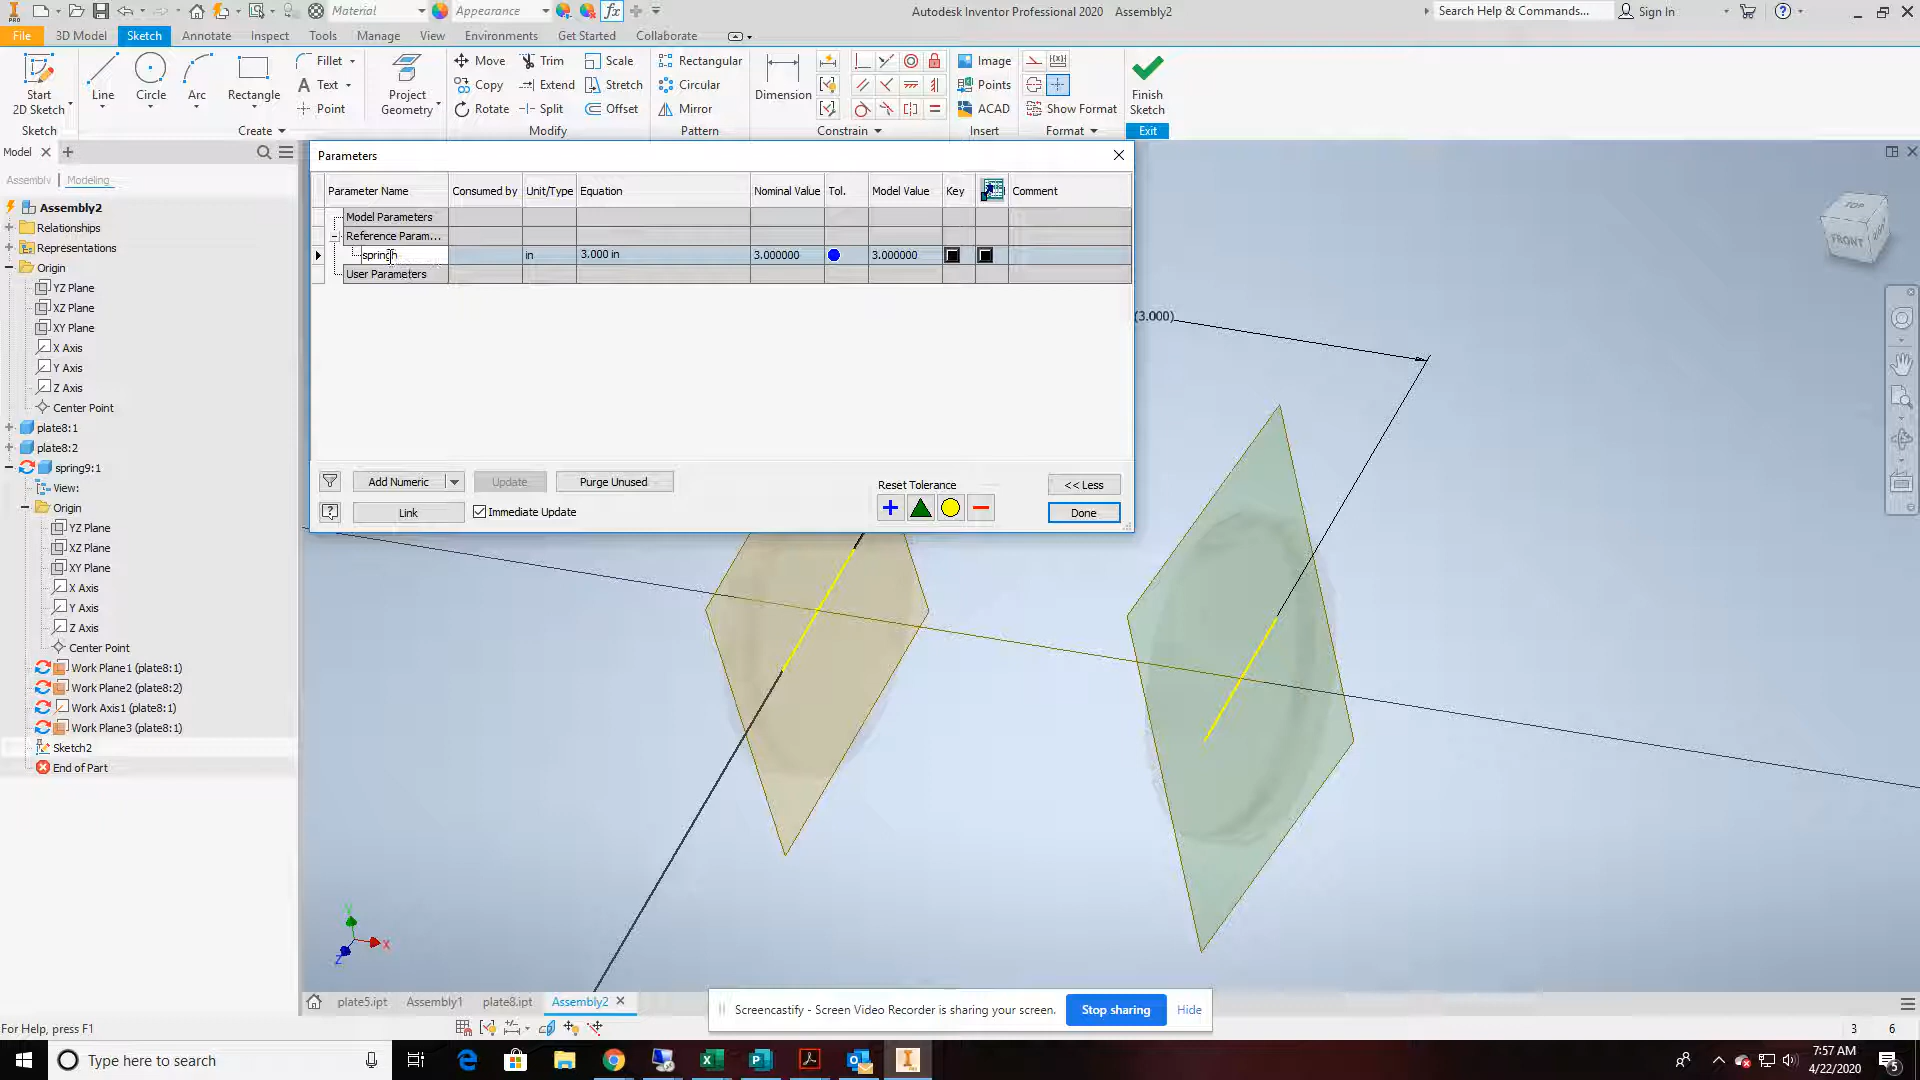 Material
Appearance
fx
Autodesk Inventor Professional 2020 Assembly2
Search Help & Commands...
Sign In
File
3D Model
Sketch
Annotate
Inspect
Tools
Manage
View
Environments
Get Started
Collaborate
Start
2D Sketch
Line
Circle
Arc
Rectangle
Fillet
Text
Point
Project
Geometry
Move
Copy
Rotate
Trim
Extend
Split
Scale
Stretch
Offset
Rectangular
Circular
Mirror
Dimension
Image
Points
ACAD
Show Format
Finish
Sketch
Sketch
Create
Modify
Pattern
Constrain
Insert
Format
Exit
Model
Assembly
Modeling
Assembly2
Relationships
Representations
Origin
YZ Plane
XZ Plane
XY Plane
X Axis
Y Axis
Z Axis
Center Point
plate8:1
plate8:2
spring9:1
View:
Origin
YZ Plane
XZ Plane
XY Plane
X Axis
Y Axis
Z Axis
Center Point
Work Plane1 (plate8:1)
Work Plane2 (plate8:2)
Work Axis1 (plate8:1)
Work Plane3 (plate8:1)
Sketch2
End of Part
Parameters
Parameter Name
Consumed by
Unit/Type
Equation
Nominal Value
Tol.
Model Value
Key
Comment
Model Parameters
Reference Param...
springh
in
3.000 in
3.000000
3.000000
User Parameters
Add Numeric
Update
Purge Unused
Reset Tolerance
<< Less
Link
Immediate Update
Done
(3.000)
TOP
FRONT
Y
X
Z
plate5.ipt
Assembly1
plate8.ipt
Assembly2
Screencastify - Screen Video Recorder is sharing your screen.
Stop sharing
Hide
For Help, press F1
3
6
Type here to search
7:57 AM
4/22/2020
5